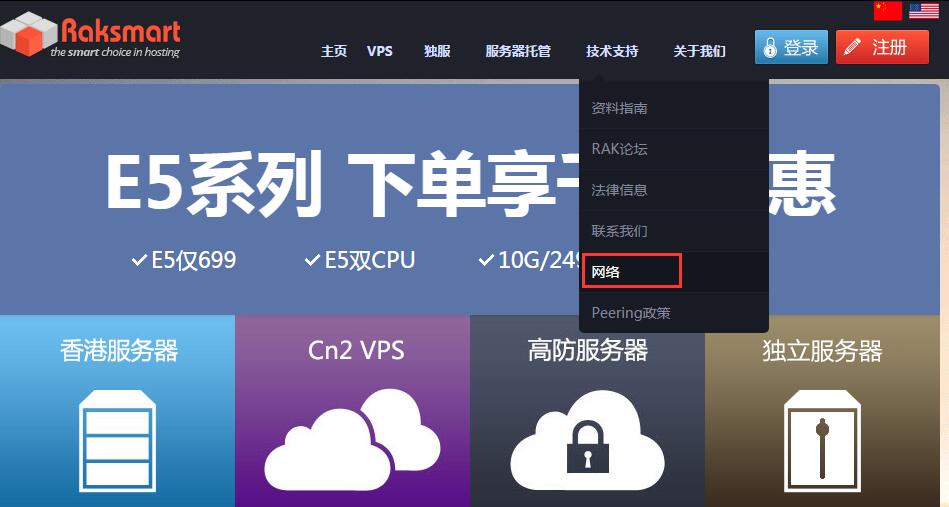 Raksmart
the smart choice in hosting
主页 VPS 独服 服务器托管 技术支持 关于我们 登录 注册
资料指南
RAK论坛
法律信息
联系我们
网络
Peering政策
E5系列 下单享 惠
E5仅699 E5双CPU 10G/24
香港服务器 Cn2 VPS 高防服务器 独立服务器